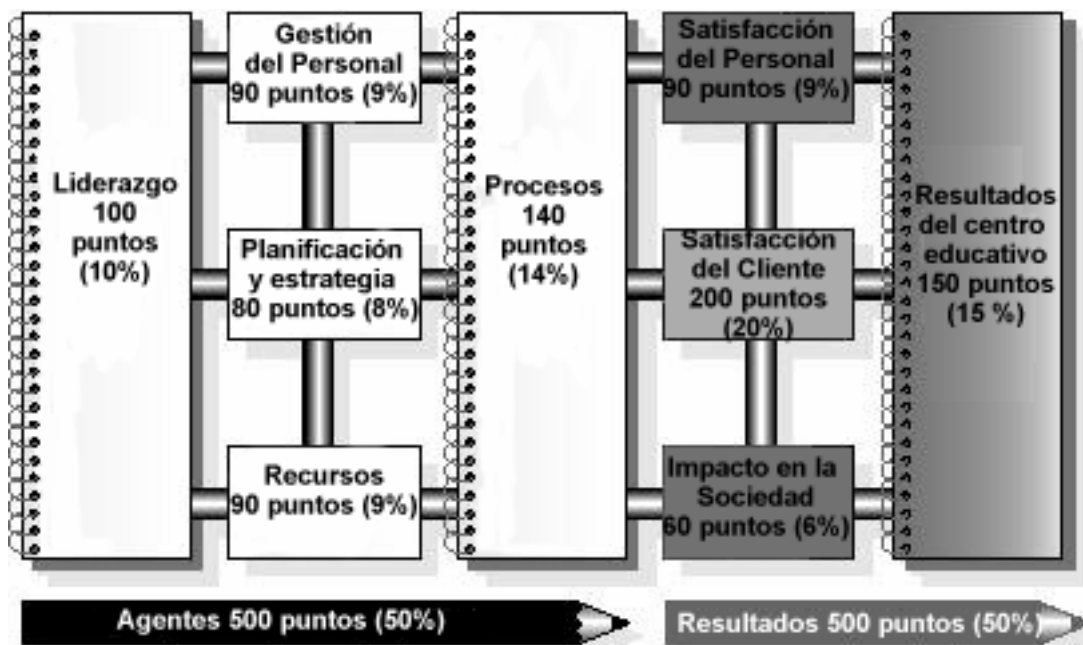 Liderazgo
100
puntos
(10%)
Gestión
del Personal
90 puntos (9%)
Planificación
y estrategia
80 puntos (8%)
Recursos
90 puntos (9%)
Procesos
140
puntos
(14%)
Satisfacción
del Personal
90 puntos (9%)
Satisfacción
del Cliente
200 puntos
(20%)
Impacto en la
Sociedad
60 puntos (6%)
Resultados
del centro
educativo
150 puntos
(15 %)
Agentes 500 puntos (50%)
Resultados 500 puntos (50%)